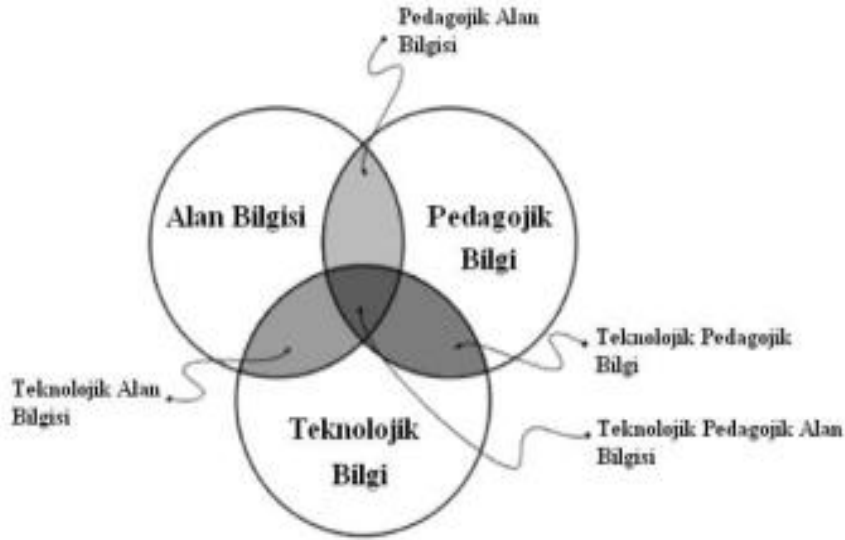 Pedagojik Alan
Bilgisi
Alan Bilgisi
Pedagojik
Bilgi
Teknolojik Pedagojik
Bilgi
Teknolojik Alan
Bilgisi
Teknolojik
Bilgi
Teknolojik Pedagojik Alan
Bilgisi